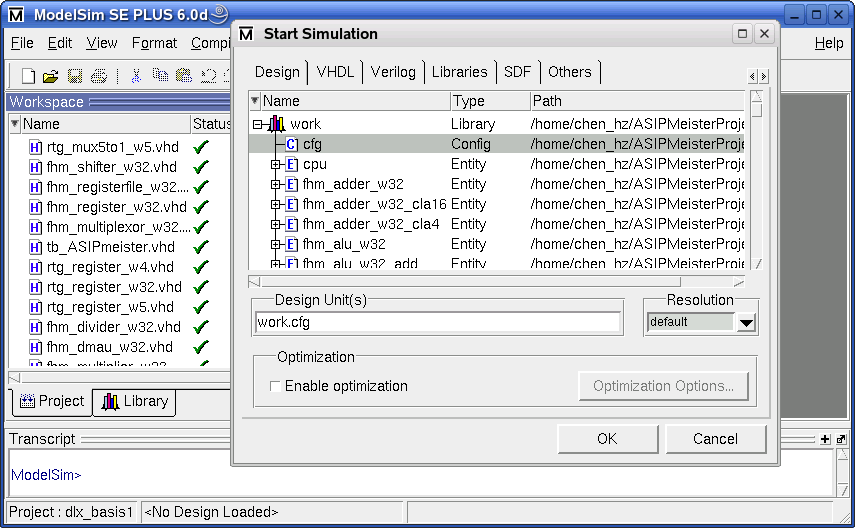 ModelSim SE PLUS 6.0d
File Edit View Format Compi Help
Workspace
Name Status
rtg_mux5to1_w5.vhd
fhm_shifter_w32.vhd
fhm_registerfile_w32....
fhm_register_w32.vhd
fhm_multiplexor_w32....
tb_ASIPmeister.vhd
rtg_register_w4.vhd
rtg_register_w32.vhd
rtg_register_w5.vhd
fhm_divider_w32.vhd
fhm_dmau_w32.vhd
fhm_multiplier_w32....
Project Library
Start Simulation
Design VHDL Verilog Libraries SDF Others
Name Type Path
work Library /home/chen_hz/ASIPMeisterProje
cfg Config /home/chen_hz/ASIPMeisterProje
cpu Entity /home/chen_hz/ASIPMeisterProje
fhm_adder_w32 Entity /home/chen_hz/ASIPMeisterProje
fhm_adder_w32_cla16 Entity /home/chen_hz/ASIPMeisterProje
fhm_adder_w32_cla4 Entity /home/chen_hz/ASIPMeisterProje
fhm_alu_w32 Entity /home/chen_hz/ASIPMeisterProje
fhm_alu_w32_add Entity /home/chen_hz/ASIPMeisterProje
Design Unit(s)
work.cfg
Resolution
default
Optimization
Enable optimization
Optimization Options...
OK Cancel
Transcript
ModelSim>
Project : dlx_basis1 <No Design Loaded>